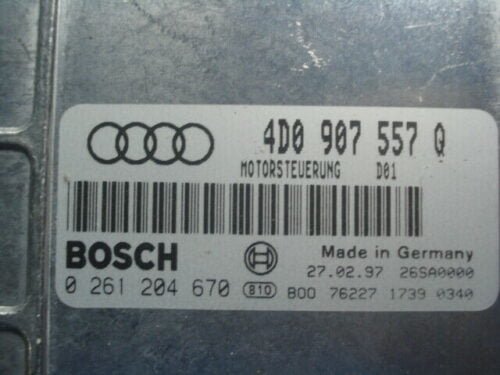 4D0 907 557 Q
MOTORSTEUERUNG D01
BOSCH
Made in Germany
27.02.97 26SA0000
0 261 204 670 810 B00 76227 1739 0340